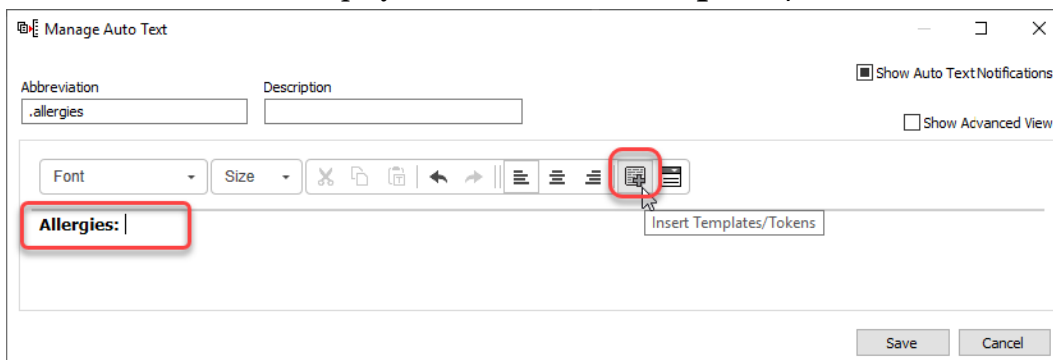 Manage Auto Text
Show Auto Text Notifications
Abbreviation Description
.allergies
Show Advanced View
Font Size
Allergies:
Insert Templates/Tokens
Save Cancel